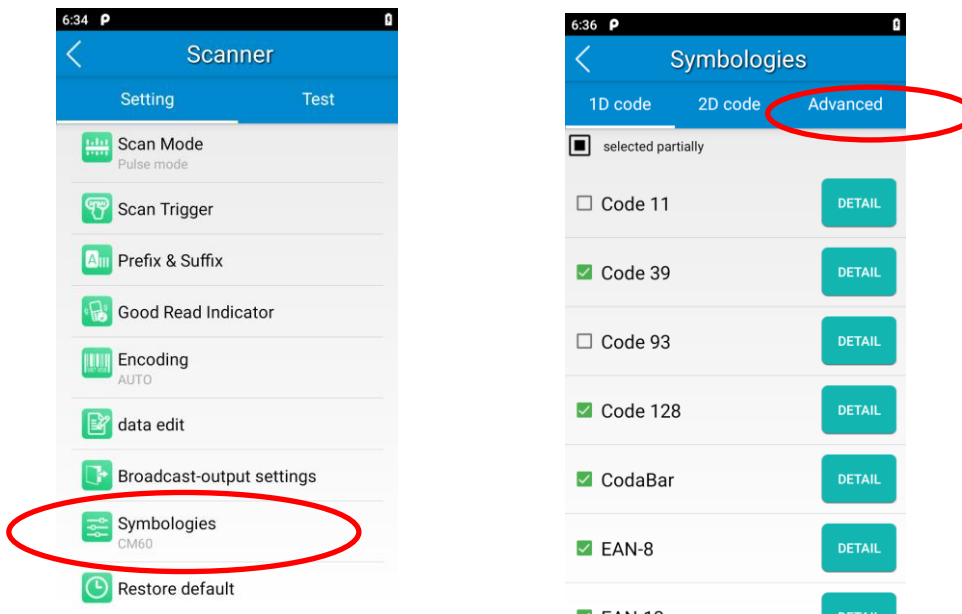 6:34 P
Scanner
Setting Test
Scan Mode
Pulse mode
Scan Trigger
Prefix & Suffix
Good Read Indicator
Encoding
AUTO
data edit
Broadcast-output settings
Symbologies
CM60
Restore default
6:36 P
Symbologies
1D code 2D code Advanced
selected partially
Code 11 DETAIL
Code 39 DETAIL
Code 93 DETAIL
Code 128 DETAIL
CodaBar DETAIL
EAN-8 DETAIL